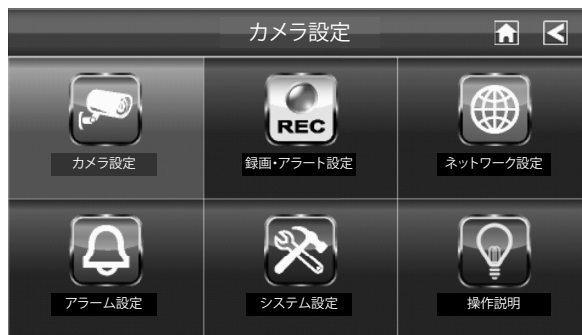 カメラ設定
カメラ設定
REC
録画・アラート設定
ネットワーク設定
アラーム設定
システム設定
操作説明